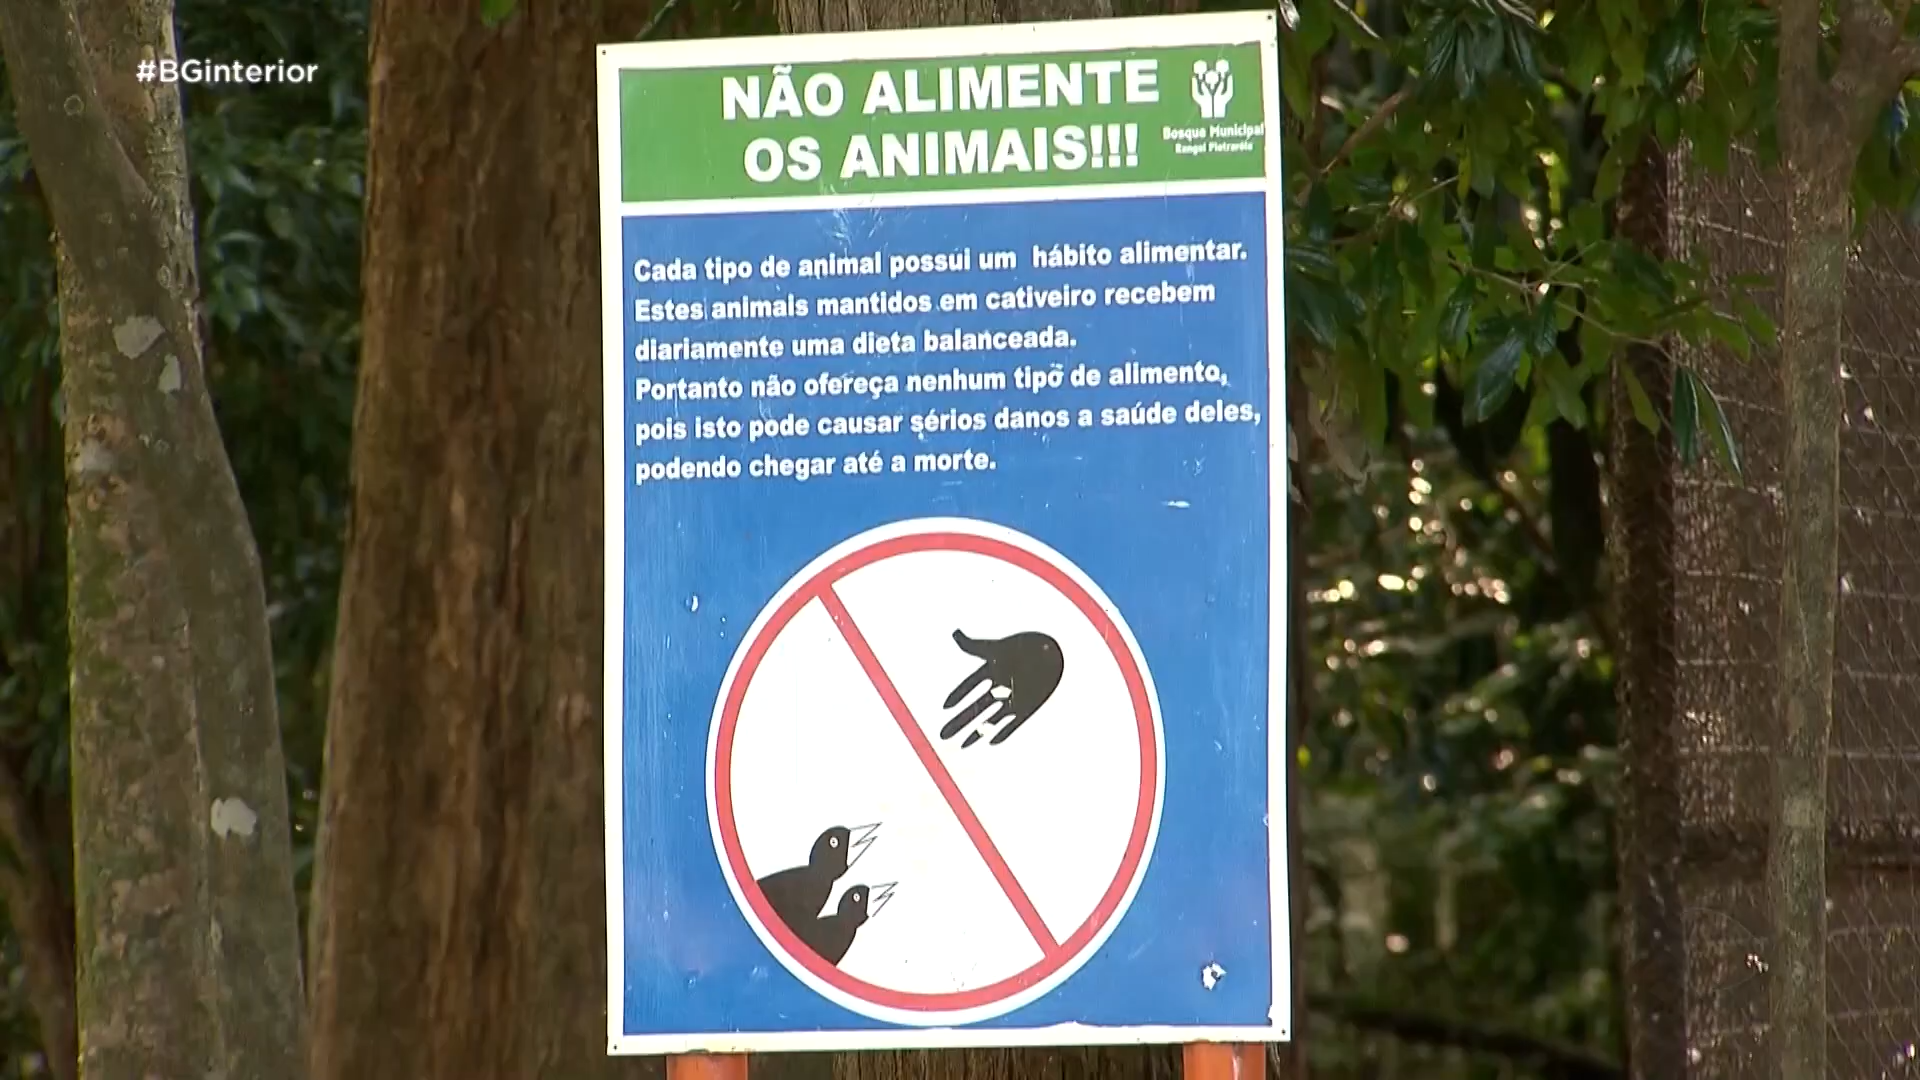 #BGinterior
NÃO ALIMENTE
OS ANIMAIS!!!
Bosque Municipal
Rangel Pietraróia
Cada tipo de animal possui um hábito alimentar.
Estes animais mantidos em cativeiro recebem
diariamente uma dieta balanceada.
Portanto não ofereça nenhum tipo de alimento,
pois isto pode causar sérios danos a saúde deles,
podendo chegar até a morte.